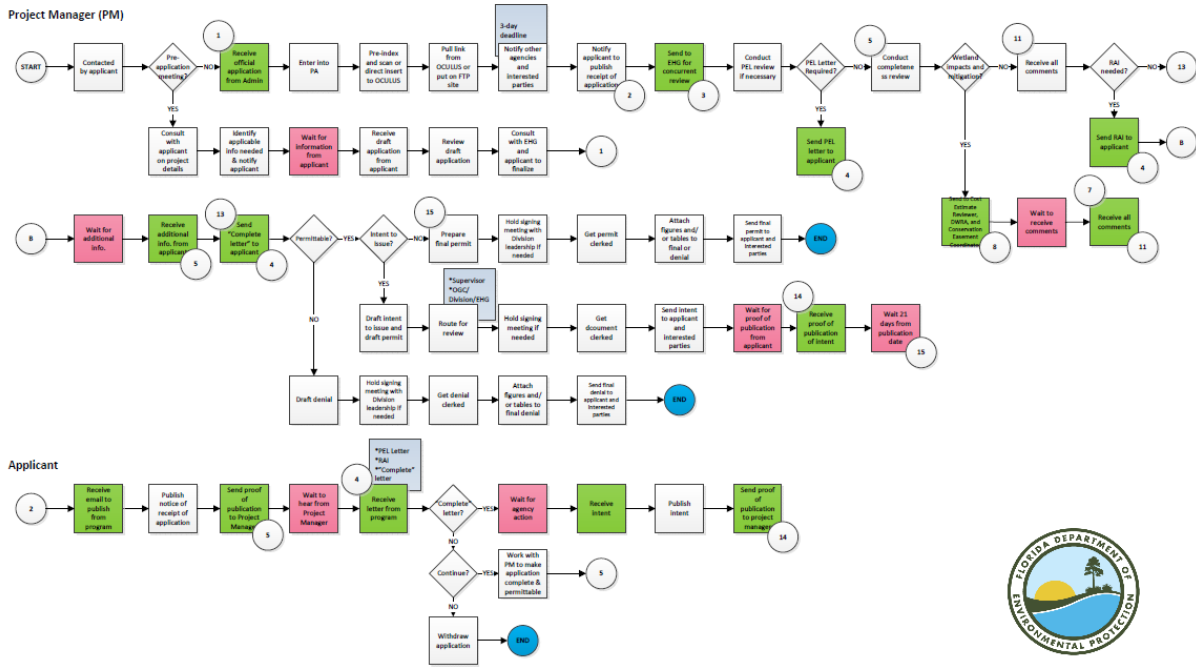 Project Manager (PM)
3-day
deadline
START
Contacted
by applicant
Pre-
application
meeting?
NO
1
Receive
official
application
from Admin
Enter into
PA
Pre-index
and scan or
direct insert
to OCULUS
Pull link
from
OCULUS or
put on FTP
site
Notify other
agencies and
interested
parties
Notify
applicant to
publish
receipt of
application
2
Send to
EHG for
concurrent
review
3
Conduct
PEL review
if necessary
PEL Letter
Required?
NO
5
Conduct
completene
ss review
Wetland
impacts and
mitigation?
NO
11
Receive all
comments
RAI
needed?
NO
13
YES
YES
YES
YES
Consult
with
applicant
on project
details
Identify
applicable
info needed
& notify
applicant
Wait for
information
from
applicant
Receive
draft
application
from
applicant
Review
draft
application
Consult
with EHG
and
applicant to
finalize
1
Send PEL
letter to
applicant
4
Send RAI to
applicant
4
B
B
Wait for
additional
info.
Receive
additional
info. from
applicant
5
13
Send
"Complete
letter" to
applicant
4
Permittable?
YES
Intent to
Issue?
NO
15
Prepare
final permit
Hold signing
meeting with
Division
leadership if
needed
Get permit
clerked
Attach
figures and/
or tables to
final or
denial
Send final
permit to
applicant and
Interested
parties
END
Send to Cost
Estimate
Reviewer,
DWRA, and
Conservation
Easement
Coordinator
8
Wait to
receive
comments
7
Receive all
comments
11
NO
YES
*Supervisor
*OGC/
Division/EHG
Draft intent
to issue and
draft permit
Route for
review
Hold signing
meeting if
needed
Get
dcoument
clerked
Send intent
to applicant
and
Interested
parties
Wait for
proof of
publication
from
applicant
14
Receive
proof of
publication
of intent
Wait 21
days from
publication
date
15
Draft denial
Hold signing
meeting with
Division
leadership if
needed
Get denial
clerked
Attach
figures and/
or tables to
final denial
Send final
denial to
applicant and
Interested
parties
END
Applicant
*PEL Letter
*RAI
*"Complete"
letter
2
Receive
email to
publish
from
program
Publish
notice of
receipt of
application
Send proof
of
publication
to Project
Manager
5
Wait to
hear from
Project
Manager
4
Receive
letter from
program
"Complete"
letter?
YES
Wait for
agency
action
Receive
intent
Publish
intent
Send proof
of
publication
to project
manager
14
NO
Continue?
YES
Work with
PM to make
application
complete &
permittable
5
NO
Withdraw
application
END
FLORIDA DEPARTMENT OF
ENVIRONMENTAL PROTECTION